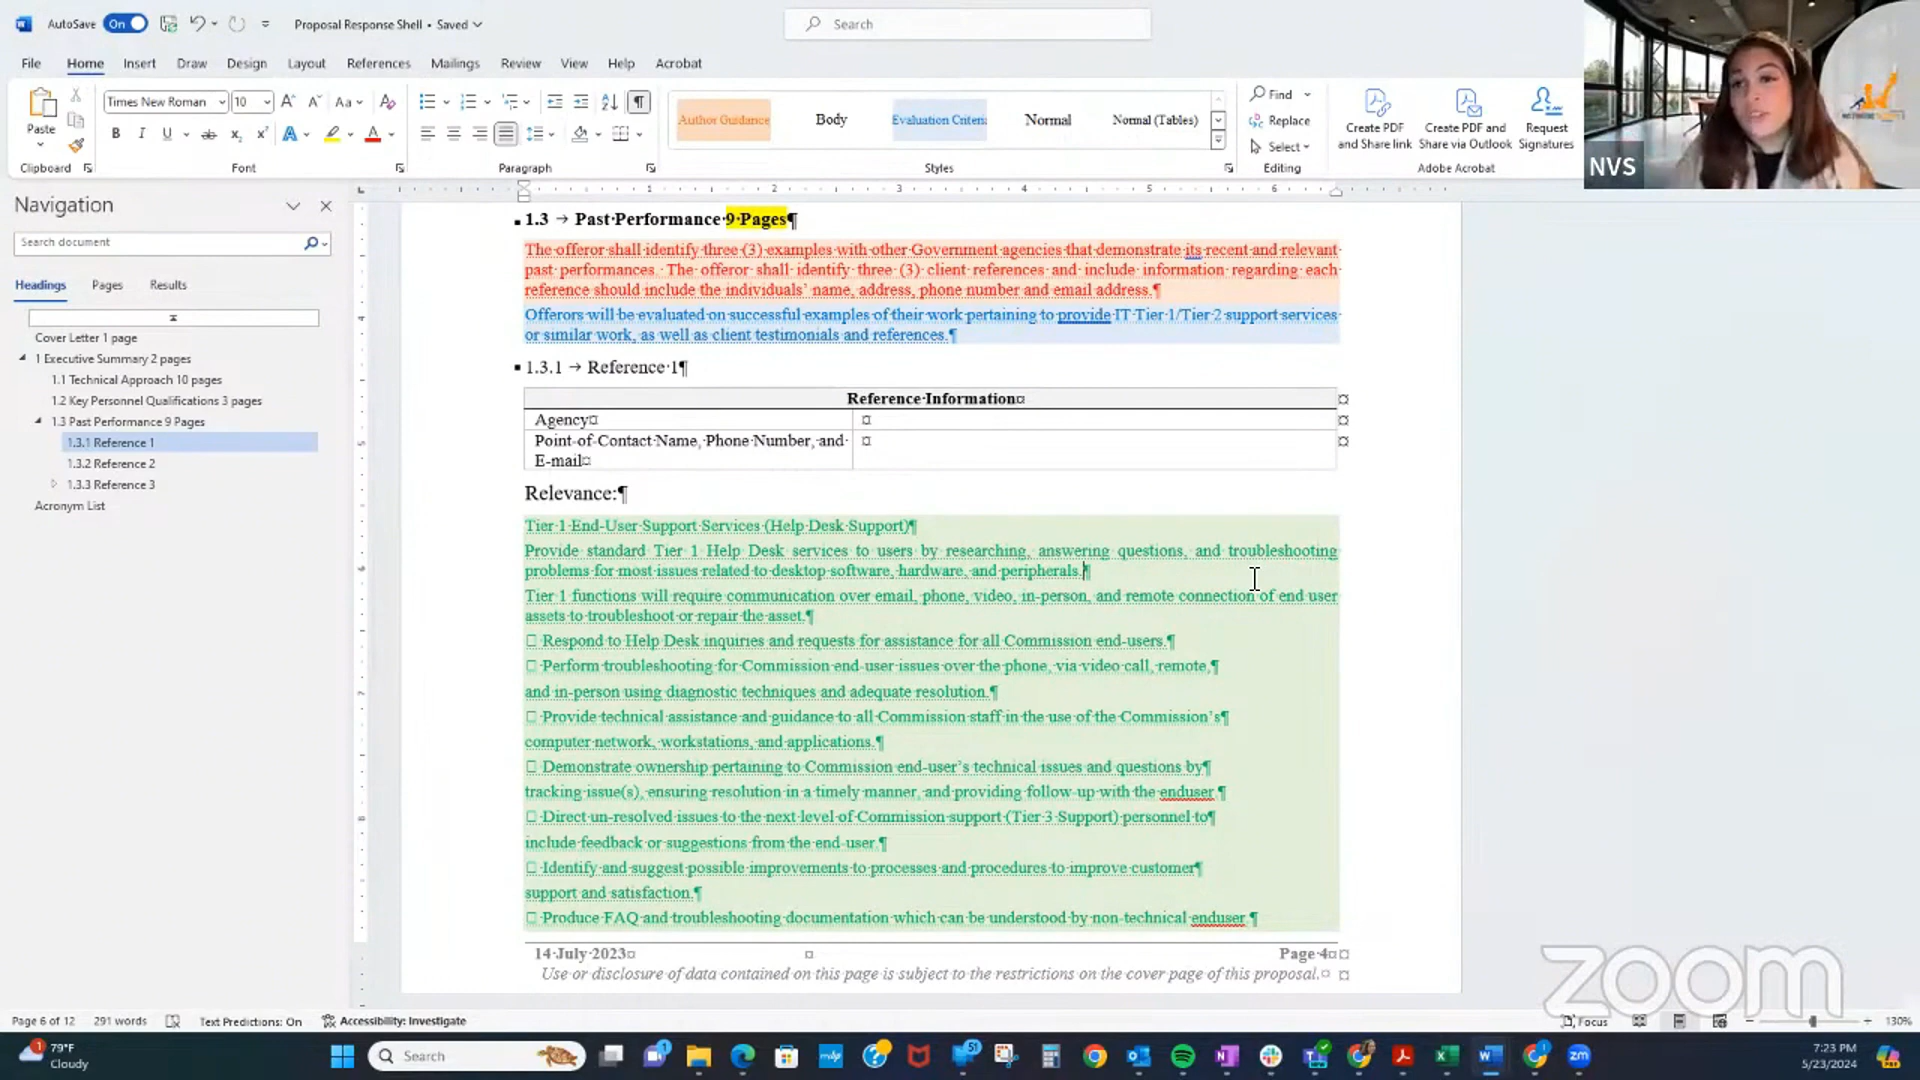 AutoSave On Proposal Response Shell • Saved Search
File Home Insert Draw Design Layout References Mailings Review View Help Acrobat
Paste
Clipboard
Times New Roman 10
Font
Paragraph
Author Guidance Body Evaluation Criteria Normal Normal (Tables)
Styles
Find
Replace
Select
Editing
Create PDF and Share link
Create PDF and Share via Outlook
Request Signatures
Adobe Acrobat
NVS
Navigation
Search document
Headings Pages Results
Cover Letter 1 page
1 Executive Summary 2 pages
1.1 Technical Approach 10 pages
1.2 Key Personnel Qualifications 3 pages
1.3 Past Performance 9 Pages
1.3.1 Reference 1
1.3.2 Reference 2
1.3.3 Reference 3
Acronym List
1.3 → Past Performance 9 Pages¶
The offeror shall identify three (3) examples with other Government agencies that demonstrate its recent and relevant
past performances. The offeror shall identify three (3) client references and include information regarding each
reference should include the individuals' name, address, phone number and email address.¶
Offerors will be evaluated on successful examples of their work pertaining to provide IT Tier 1/Tier 2 support services
or similar work, as well as client testimonials and references.¶
1.3.1 → Reference 1¶
Reference Information¤
Agency¤
Point-of-Contact Name, Phone Number, and
E-mail¤
Relevance:¶
Tier 1 End-User Support Services (Help Desk Support)¶
Provide standard Tier 1 Help Desk services to users by researching, answering questions, and troubleshooting
problems for most issues related to desktop software, hardware, and peripherals.¶
Tier 1 functions will require communication over email, phone, video, in-person, and remote connection of end user
assets to troubleshoot or repair the asset.¶
□ Respond to Help Desk inquiries and requests for assistance for all Commission end-users.¶
□ Perform troubleshooting for Commission end-user issues over the phone, via video call, remote,¶
and in-person using diagnostic techniques and adequate resolution.¶
□ Provide technical assistance and guidance to all Commission staff in the use of the Commission's¶
computer network, workstations, and applications.¶
□ Demonstrate ownership pertaining to Commission end-user's technical issues and questions by¶
tracking issue(s), ensuring resolution in a timely manner, and providing follow-up with the enduser.¶
□ Direct un-resolved issues to the next level of Commission support (Tier 3 Support) personnel to¶
include feedback or suggestions from the end-user.¶
□ Identify and suggest possible improvements to processes and procedures to improve customer¶
support and satisfaction.¶
□ Produce FAQ and troubleshooting documentation which can be understood by non-technical enduser.¶
14 July 2023¤ Page 4¤
Use or disclosure of data contained on this page is subject to the restrictions on the cover page of this proposal.¤
zoom
Page 6 of 12 291 words Text Predictions: On Accessibility: Investigate Focus 130%
79°F
Cloudy
Search
7:23 PM
5/23/2024